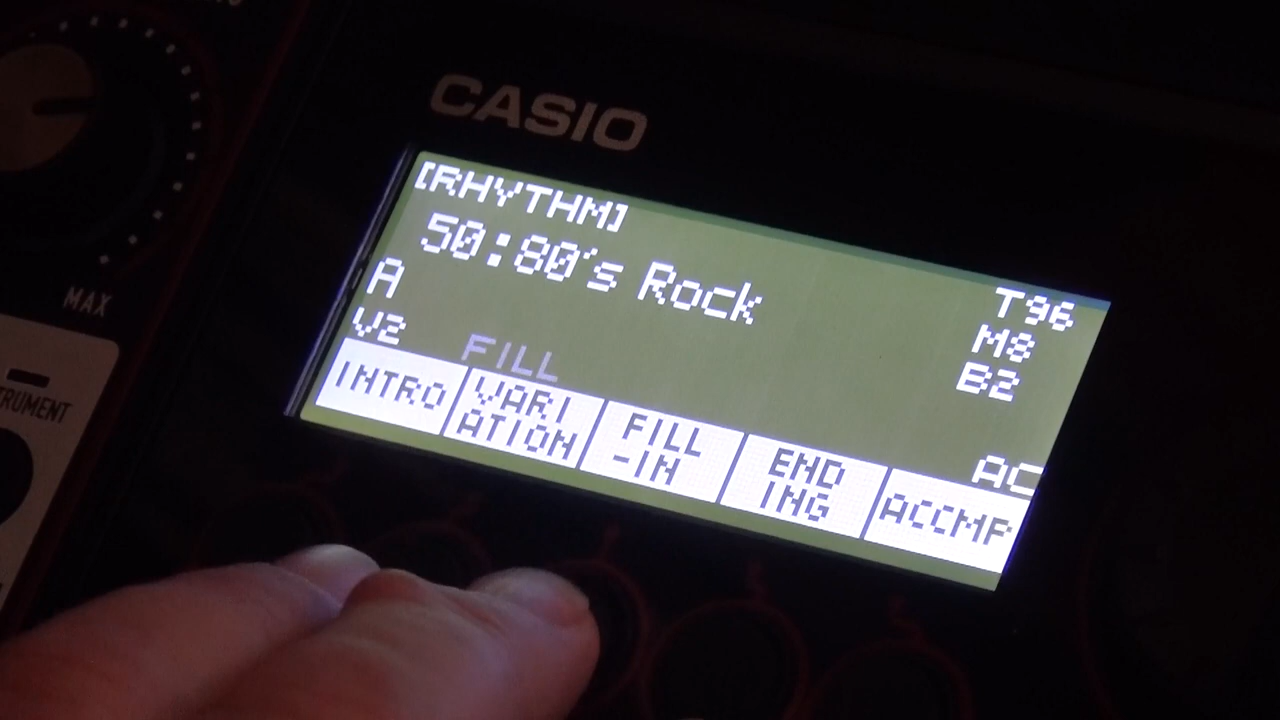 CASIO
[RHYTHM]
50:80's Rock
A
T96
M8
V2
B2
FILL
AC
INTRO
VARI
ATION
FILL
-IN
END
ING
ACCMP
MAX